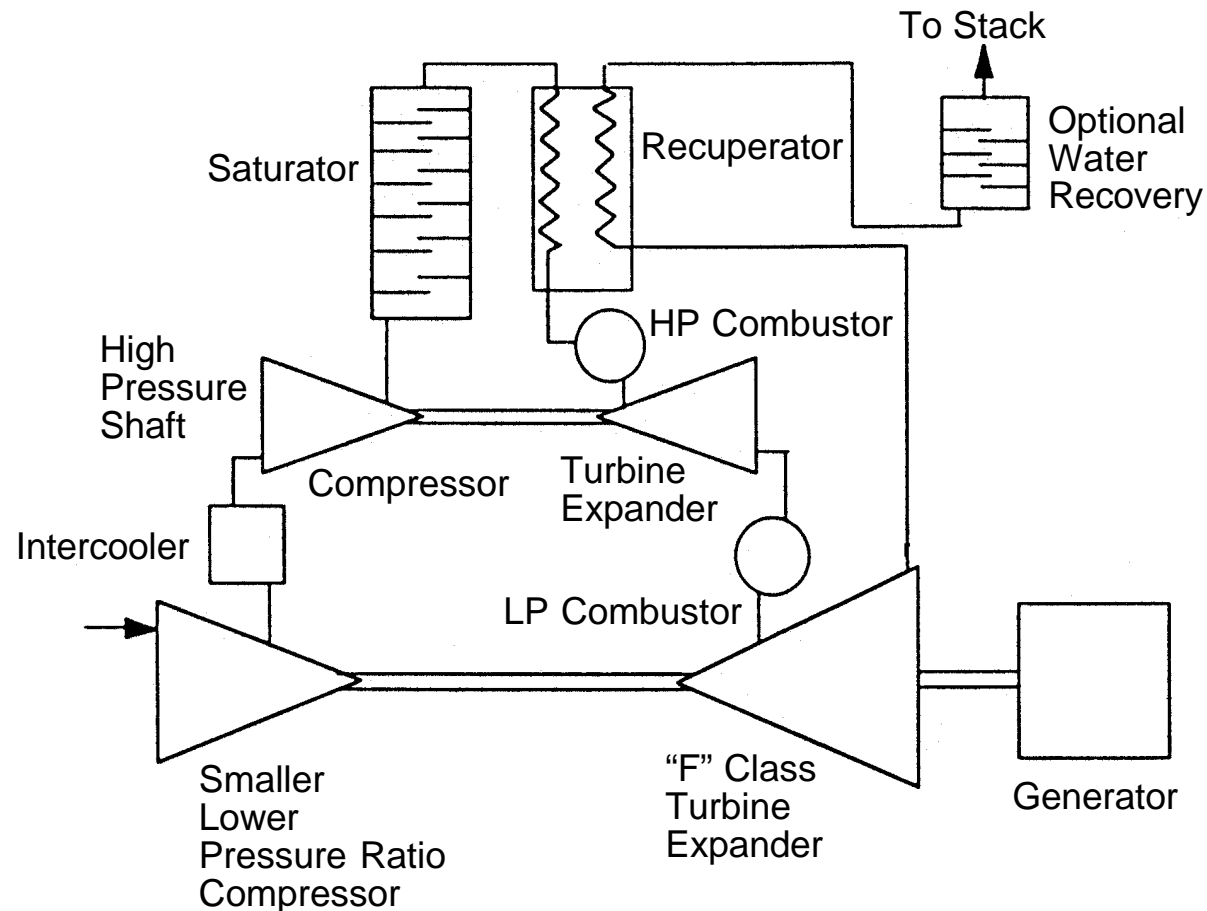 To Stack
Optional
Water
Recovery
Saturator
Recuperator
HP Combustor
High
Pressure
Shaft
Compressor
Turbine
Expander
Intercooler
LP Combustor
Smaller
Lower
Pressure Ratio
Compressor
“F” Class
Turbine
Expander
Generator